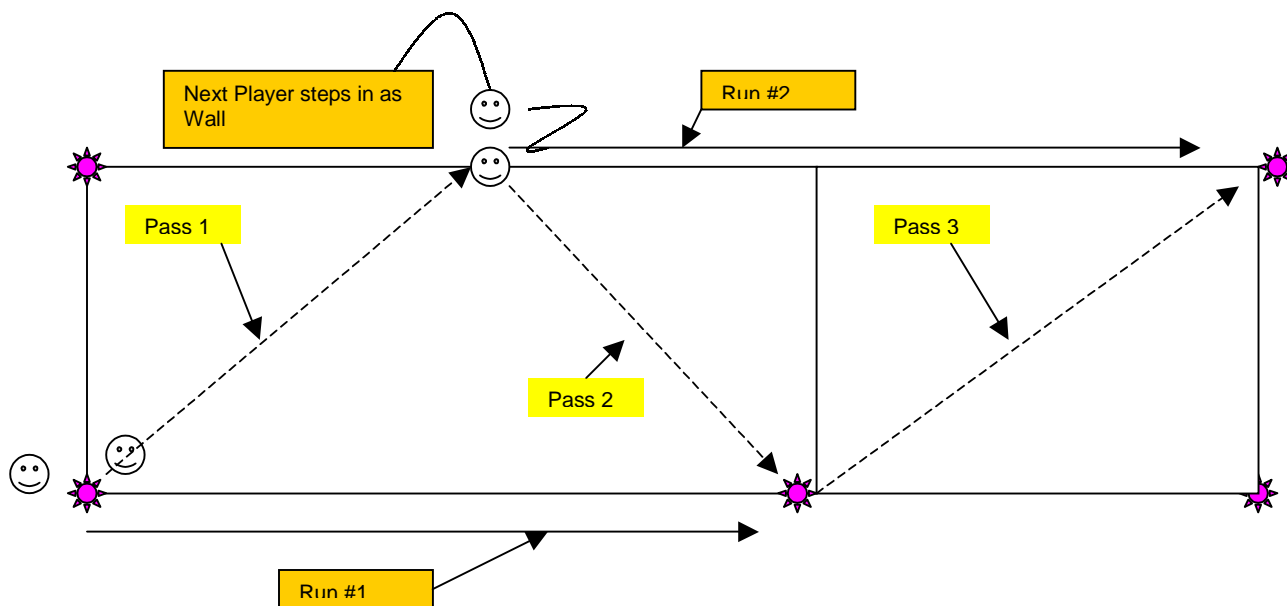 Next Player steps in as
Wall
Run #2
Pass 1
Pass 3
Pass 2
Run #1